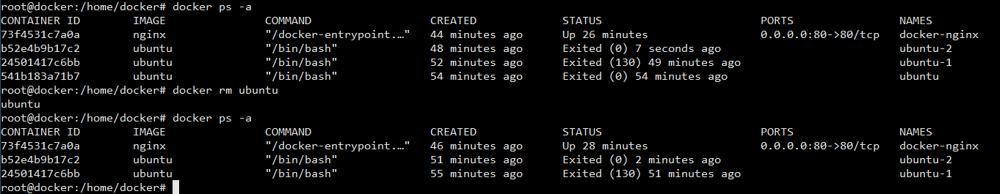 root@docker:/home/docker# docker ps -a
CONTAINER ID        IMAGE               COMMAND                  CREATED             STATUS                        PORTS                NAMES
73f4531c7a0a        nginx               "/docker-entrypoint.…"   44 minutes ago      Up 26 minutes                 0.0.0.0:80->80/tcp   docker-nginx
b52e4b9b17c2        ubuntu              "/bin/bash"              48 minutes ago      Exited (0) 7 seconds ago                           ubuntu-2
24501417c6bb        ubuntu              "/bin/bash"              52 minutes ago      Exited (130) 49 minutes ago                        ubuntu-1
541b183a71b7        ubuntu              "/bin/bash"              54 minutes ago      Exited (0) 54 minutes ago                          ubuntu
root@docker:/home/docker# docker rm ubuntu
ubuntu
root@docker:/home/docker# docker ps -a
CONTAINER ID        IMAGE               COMMAND                  CREATED             STATUS                        PORTS                NAMES
73f4531c7a0a        nginx               "/docker-entrypoint.…"   46 minutes ago      Up 28 minutes                 0.0.0.0:80->80/tcp   docker-nginx
b52e4b9b17c2        ubuntu              "/bin/bash"              51 minutes ago      Exited (0) 2 minutes ago                           ubuntu-2
24501417c6bb        ubuntu              "/bin/bash"              55 minutes ago      Exited (130) 51 minutes ago                        ubuntu-1
root@docker:/home/docker#